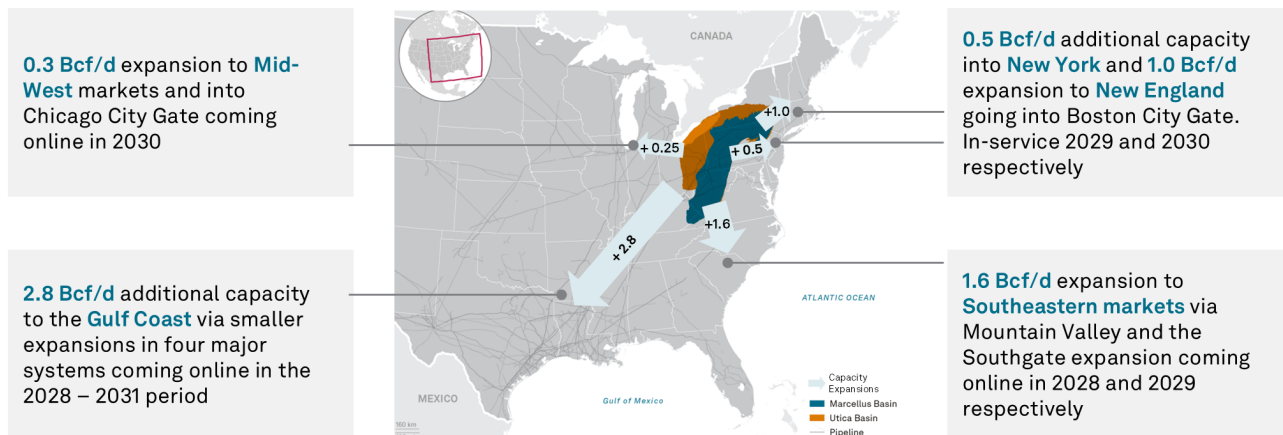 0.3 Bcf/d expansion to Mid-
West markets and into
Chicago City Gate coming
online in 2030
2.8 Bcf/d additional capacity
to the Gulf Coast via smaller
expansions in four major
systems coming online in the
2028 – 2031 period
CANADA
+1.0
+ 0.25
+ 0.5
+1.6
+ 2.8
ATLANTIC OCEAN
MEXICO
Gulf of Mexico
160 km
Capacity
Expansions
Marcellus Basin
Utica Basin
Pipeline
0.5 Bcf/d additional capacity
into New York and 1.0 Bcf/d
expansion to New England
going into Boston City Gate.
In-service 2029 and 2030
respectively
1.6 Bcf/d expansion to
Southeastern markets via
Mountain Valley and the
Southgate expansion coming
online in 2028 and 2029
respectively